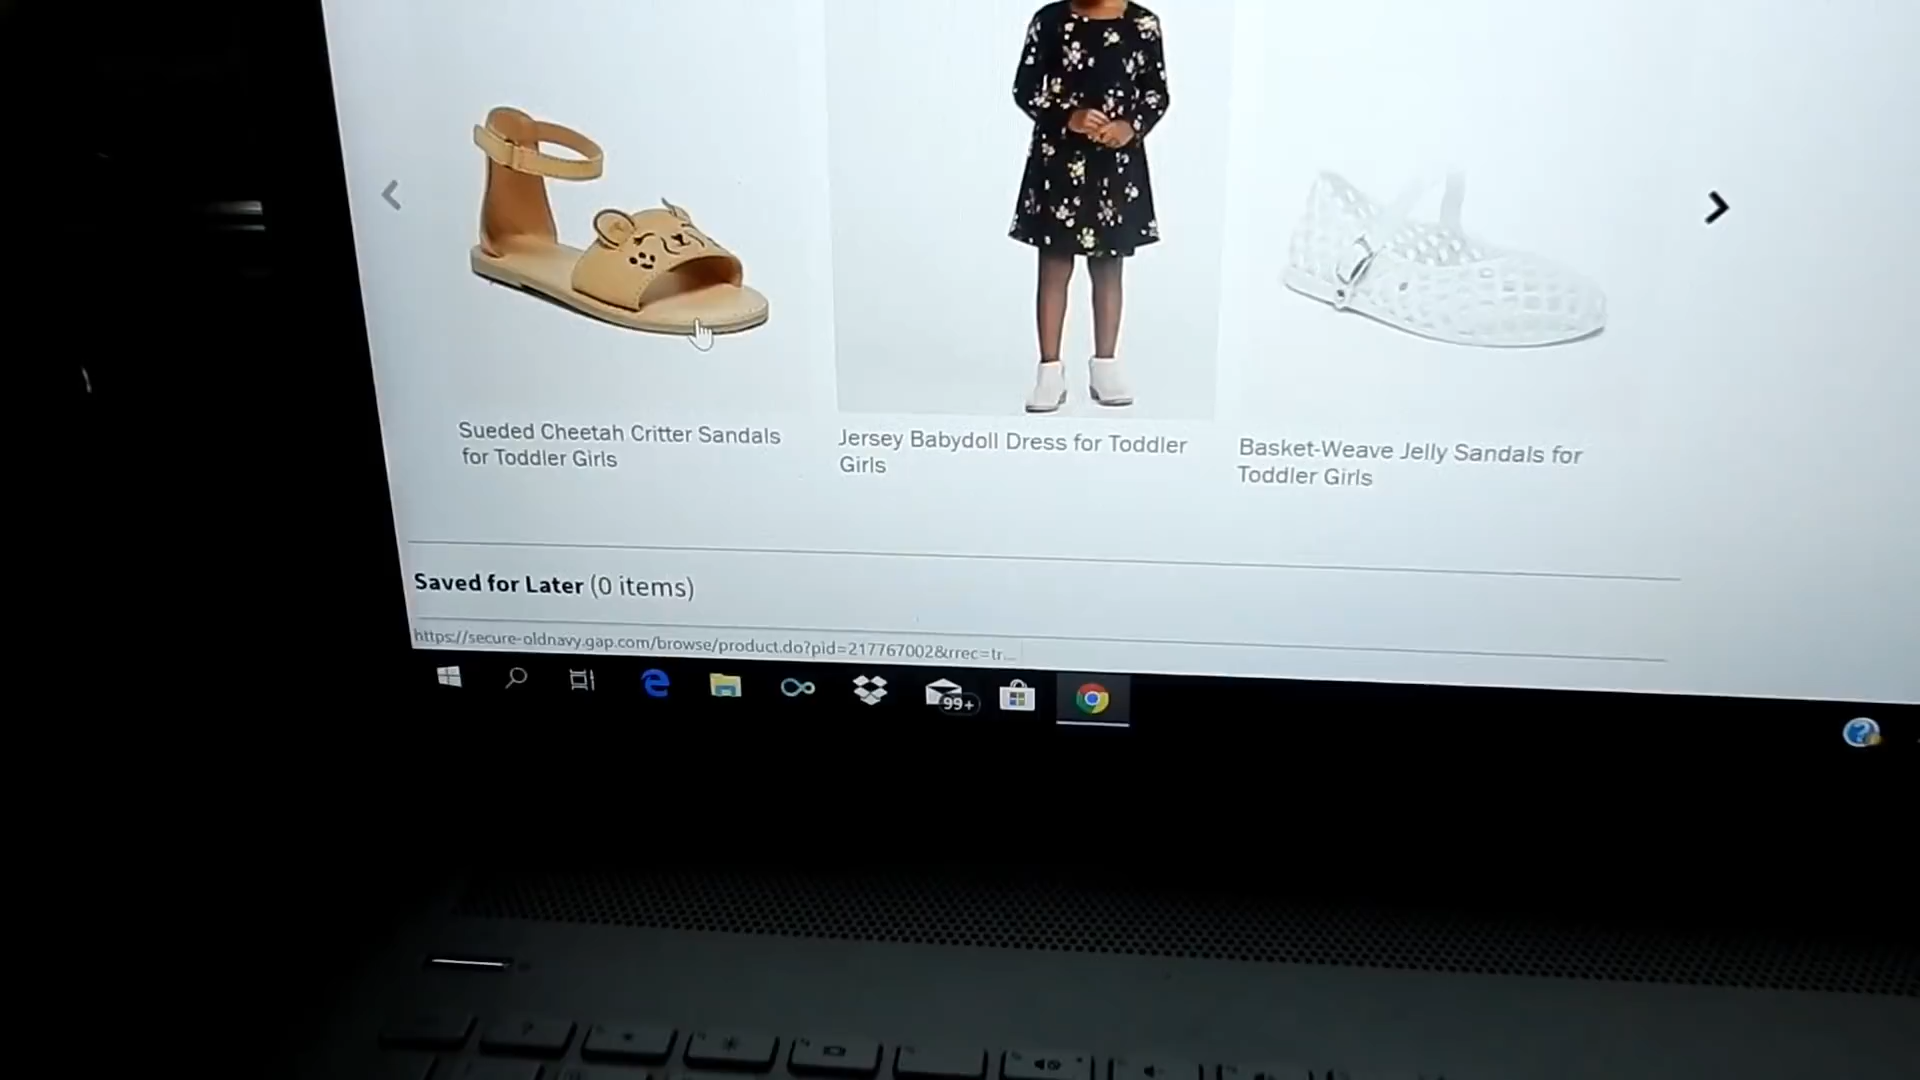 Sueded Cheetah Critter Sandals
for Toddler Girls
Jersey Babydoll Dress for Toddler
Girls
Basket-Weave Jelly Sandals for
Toddler Girls
Saved for Later (0 items)
https://secure-oldnavy.gap.com/browse/product.do?pid=217767002&rrec=tr...
99+